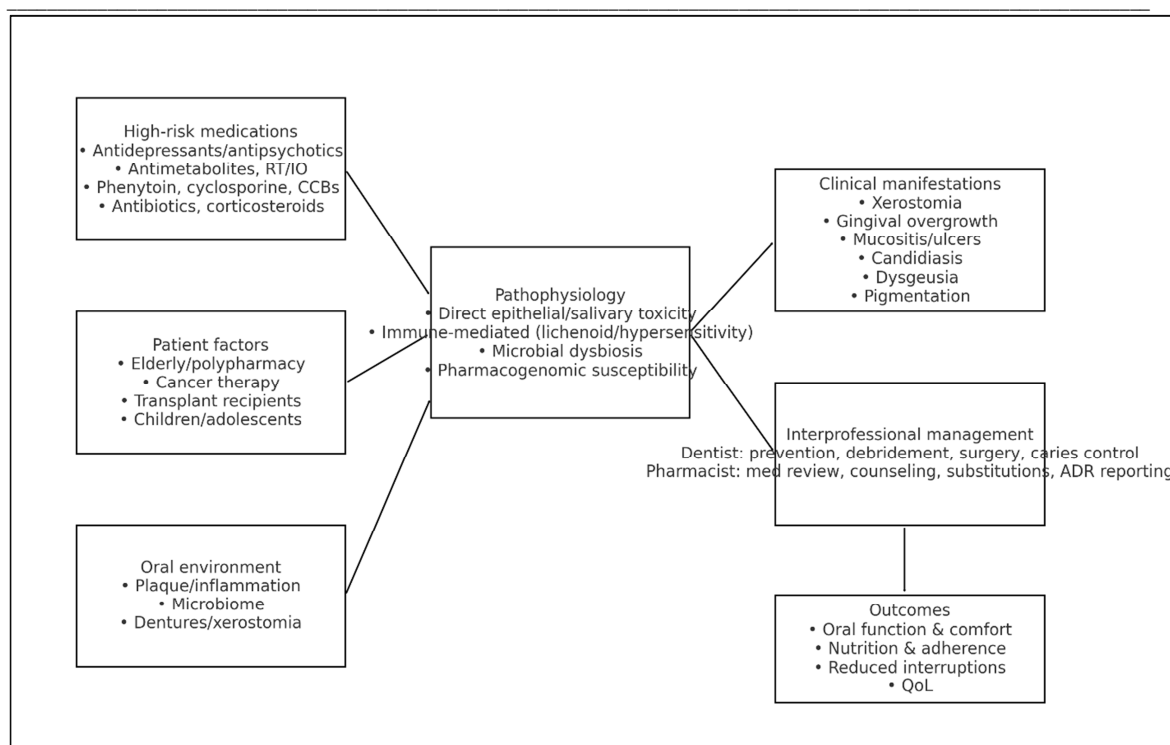 High-risk medications
• Antidepressants/antipsychotics
• Antimetabolites, RT/IO
• Phenytoin, cyclosporine, CCBs
• Antibiotics, corticosteroids
Patient factors
• Elderly/polypharmacy
• Cancer therapy
• Transplant recipients
• Children/adolescents
Oral environment
• Plaque/inflammation
• Microbiome
• Dentures/xerostomia
Pathophysiology
• Direct epithelial/salivary toxicity
• Immune-mediated (lichenoid/hypersensitivity)
• Microbial dysbiosis
• Pharmacogenomic susceptibility
Clinical manifestations
• Xerostomia
• Gingival overgrowth
• Mucositis/ulcers
• Candidiasis
• Dysgeusia
• Pigmentation
Interprofessional management
Dentist: prevention, debridement, surgery, caries control
Pharmacist: med review, counseling, substitutions, ADR reporting
Outcomes
• Oral function & comfort
• Nutrition & adherence
• Reduced interruptions
• QoL